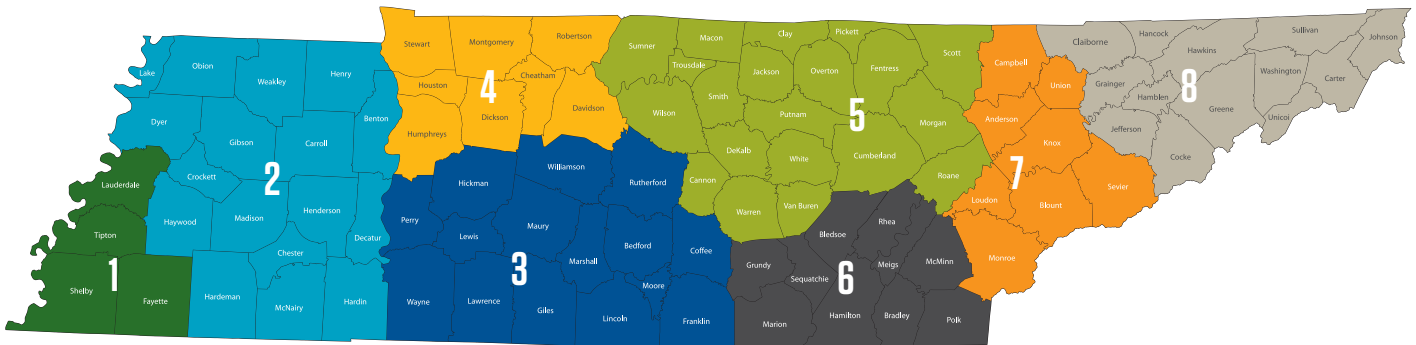 Lake
Obion
Weakley
Henry
Dyer
Gibson
Carroll
Benton
Crockett
2
Haywood
Madison
Henderson
Decatur
Chester
Hardeman
McNairy
Hardin
Lauderdale
Tipton
1
Shelby
Fayette
Stewart
Montgomery
Robertson
Houston
4
Cheatham
Dickson
Davidson
Humphreys
Hickman
Williamson
Rutherford
Perry
Lewis
Maury
Marshall
Bedford
Coffee
3
Moore
Wayne
Lawrence
Giles
Lincoln
Franklin
Sumner
Macon
Clay
Pickett
Scott
Trousdale
Jackson
Overton
Fentress
Smith
Wilson
Putnam
5
Morgan
DeKalb
White
Cumberland
Cannon
Roane
Warren
Van Buren
Bledsoe
Rhea
Grundy
Sequatchie
Meigs
McMinn
6
Marion
Hamilton
Bradley
Polk
Campbell
Union
Anderson
Knox
7
Loudon
Blount
Sevier
Monroe
Claiborne
Hancock
Hawkins
Sullivan
Johnson
Grainger
Hamblen
8
Washington
Carter
Greene
Unicoi
Jefferson
Cocke